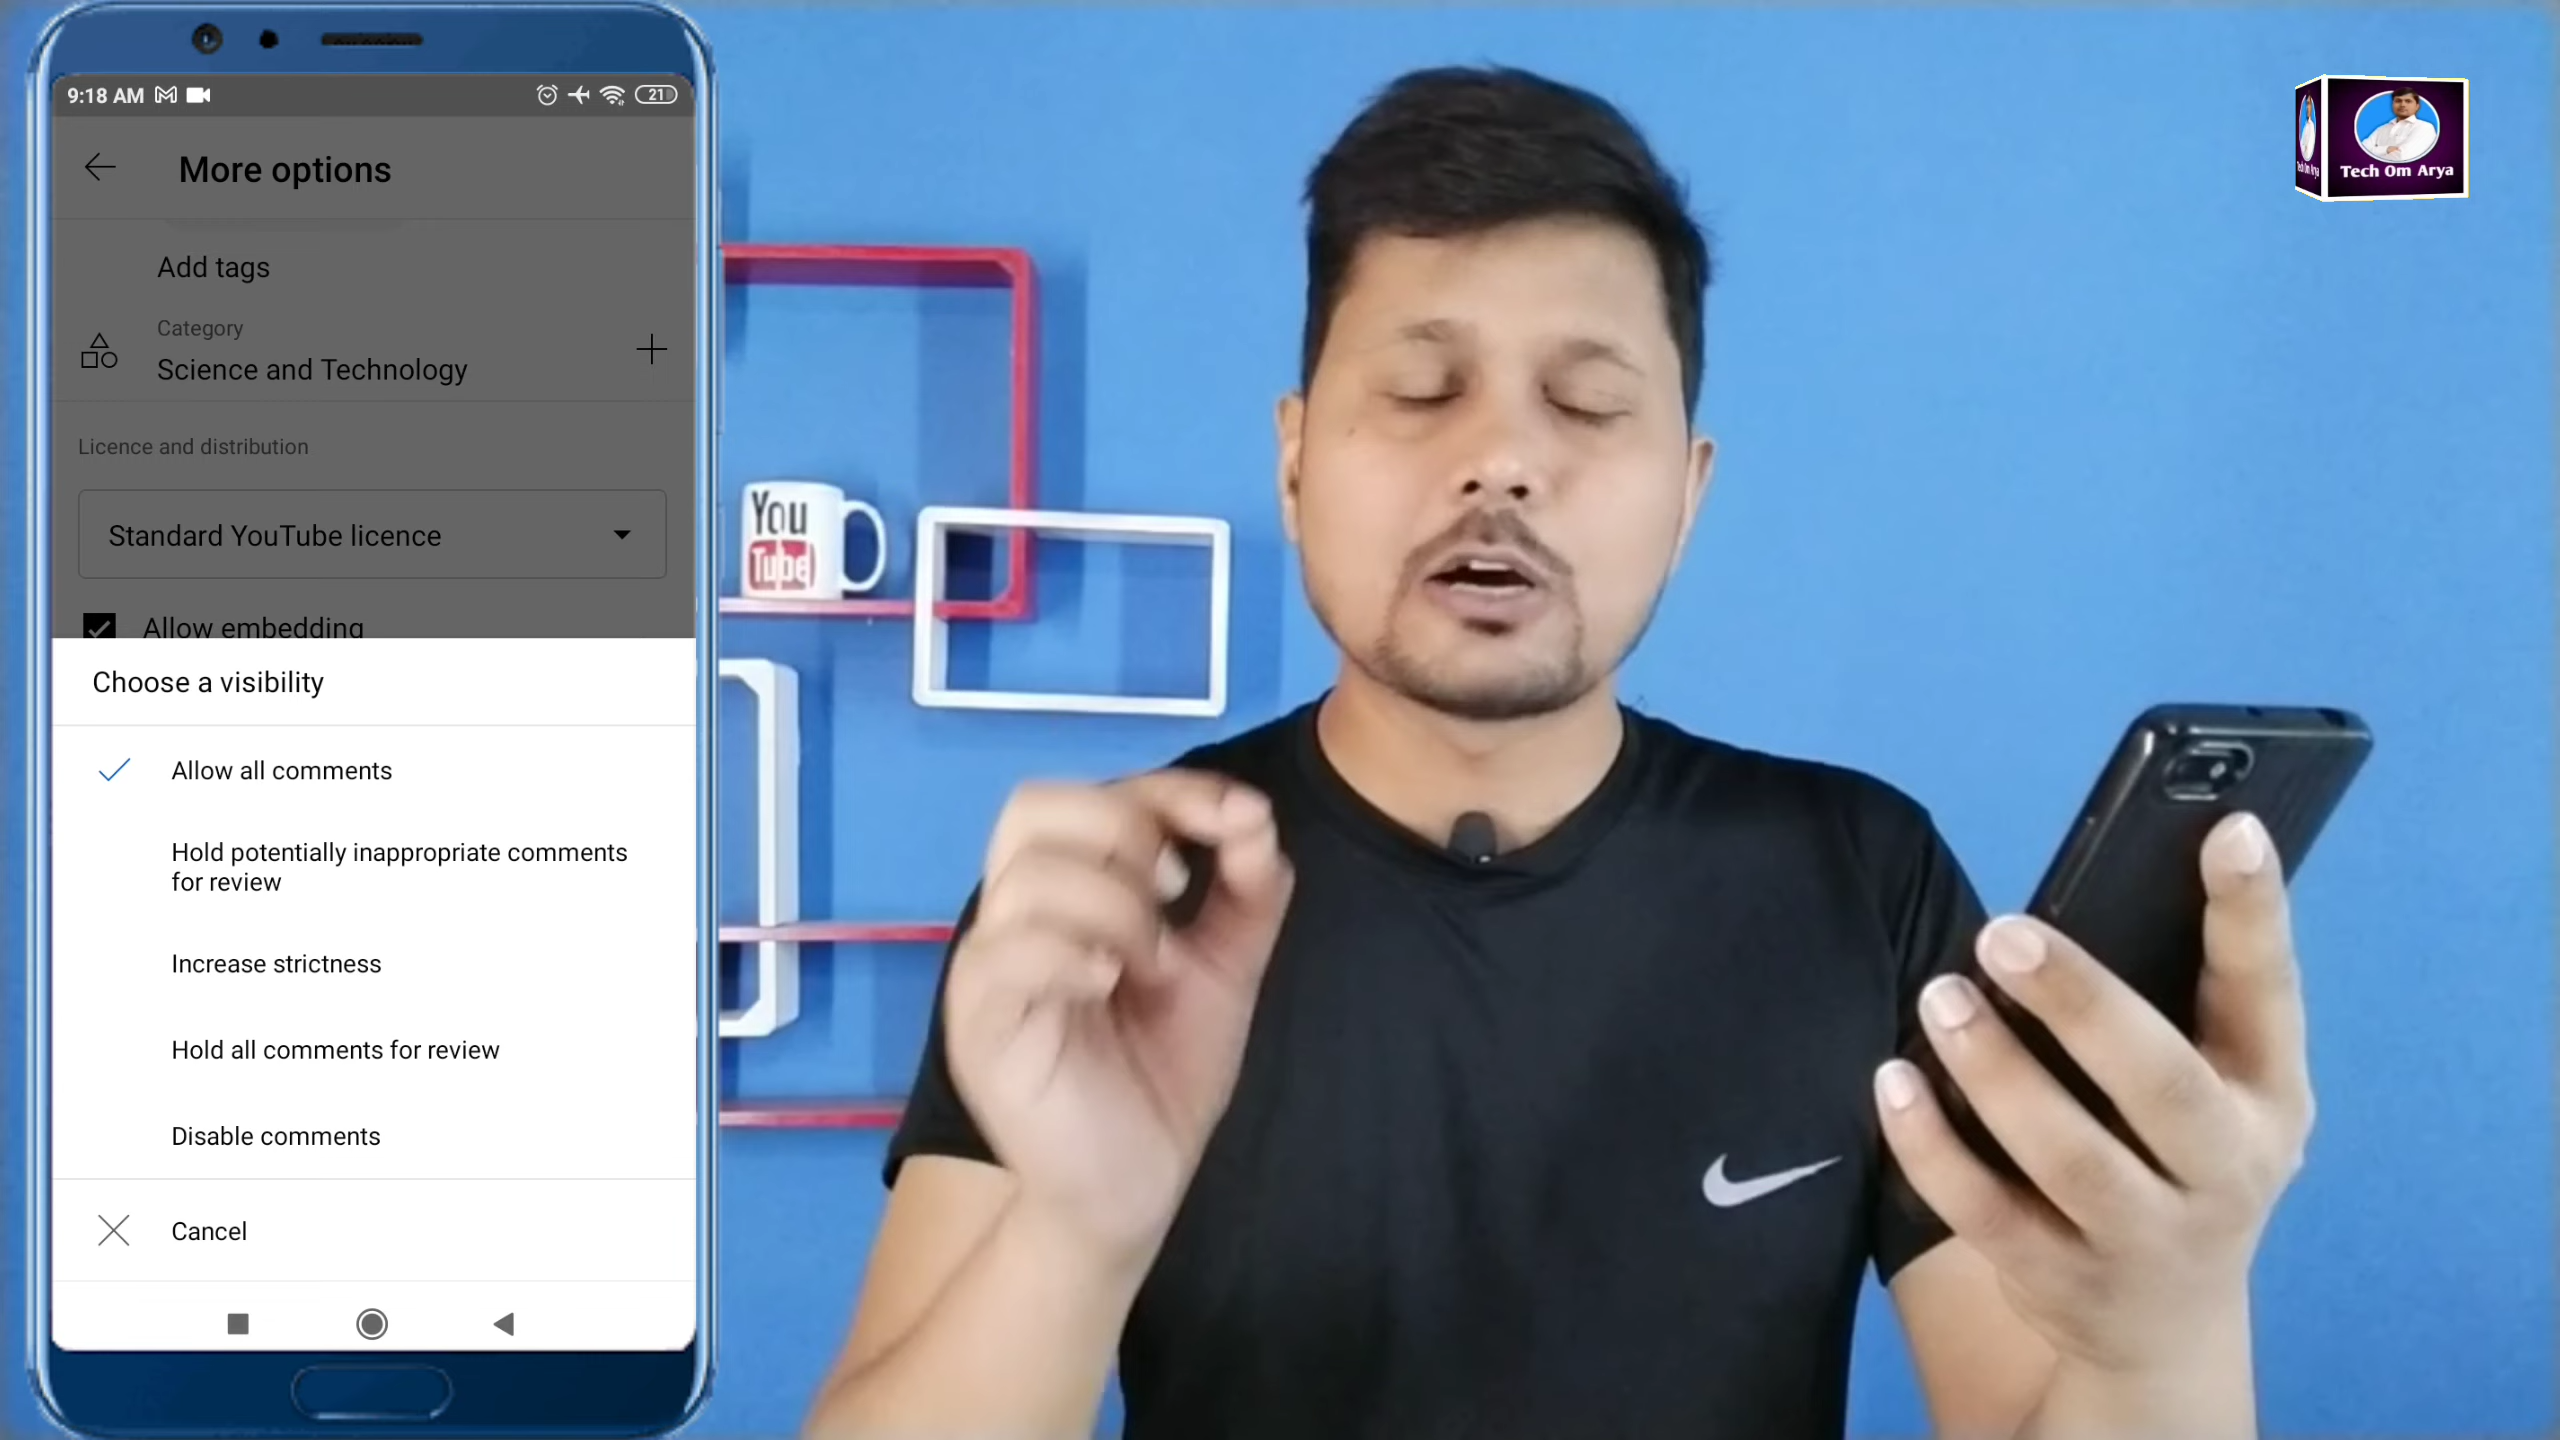 9:18 AM
21
More options
Add tags
Category
Science and Technology
Licence and distribution
Standard YouTube licence
Allow embedding
Choose a visibility
Allow all comments
Hold potentially inappropriate comments
for review
Increase strictness
Hold all comments for review
Disable comments
Cancel
You
Tube
Tech Om Arya